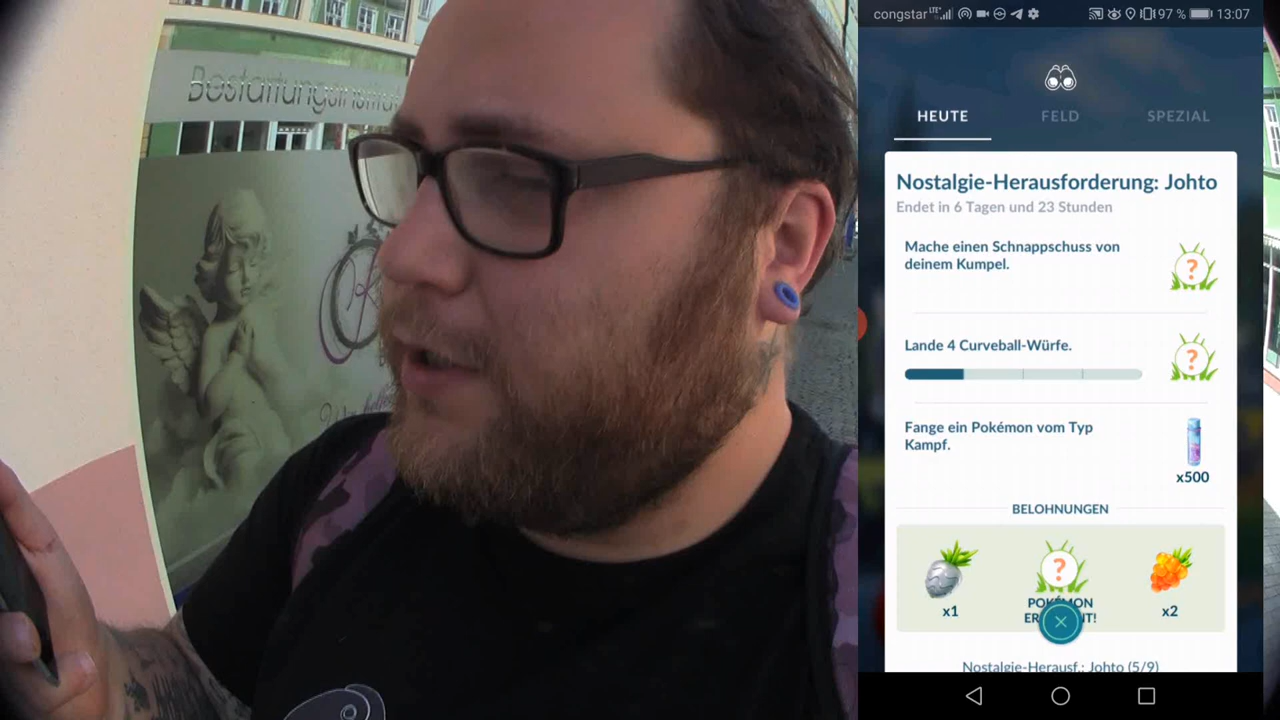 Bestattungsinstitut
congstar LTE 97 % 13:07
HEUTE FELD SPEZIAL
Nostalgie-Herausforderung: Johto
Endet in 6 Tagen und 23 Stunden
Mache einen Schnappschuss von
deinem Kumpel.
?
Lande 4 Curveball-Würfe.
?
Fange ein Pokémon vom Typ
Kampf.
x500
BELOHNUNGEN
?
x1
POKÉMON
x2
Nostalgie-Herausf.: Johto (5/9)